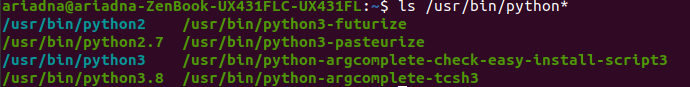 ariadna@ariadna-ZenBook-UX431FLC-UX431FL:~$ ls /usr/bin/python*
/usr/bin/python2 /usr/bin/python3-futurize
/usr/bin/python2.7 /usr/bin/python3-pasteurize
/usr/bin/python3 /usr/bin/python-argcomplete-check-easy-install-script3
/usr/bin/python3.8 /usr/bin/python-argcomplete-tcsh3